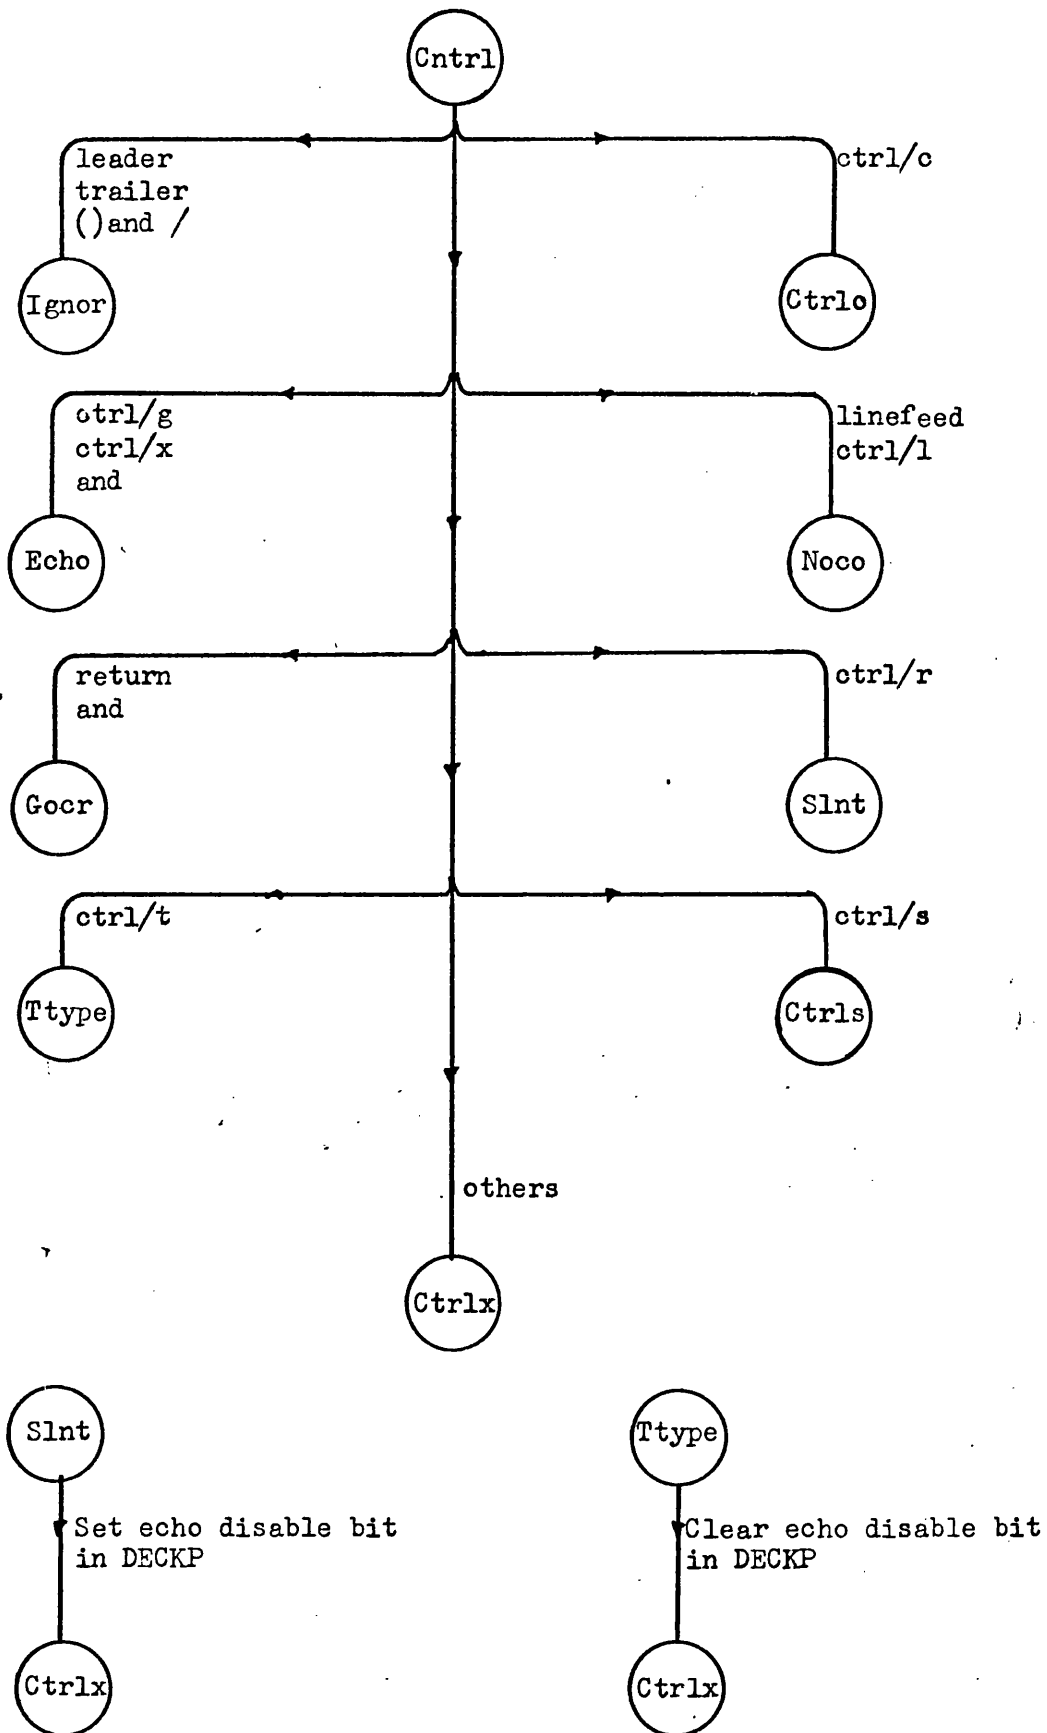 Cntrl
leader
trailer
() and /
ctrl/c
Ignor
Ctrlc
ctrl/g
ctrl/x
and
linefeed
ctrl/l
Echo
Noco
return
and
ctrl/r
Gocr
Slnt
ctrl/t
ctrl/s
Ttype
Ctrls
others
Ctrlx
Slnt
Ttype
Set echo disable bit
in DECKP
Clear echo disable bit
in DECKP
Ctrlx
Ctrlx